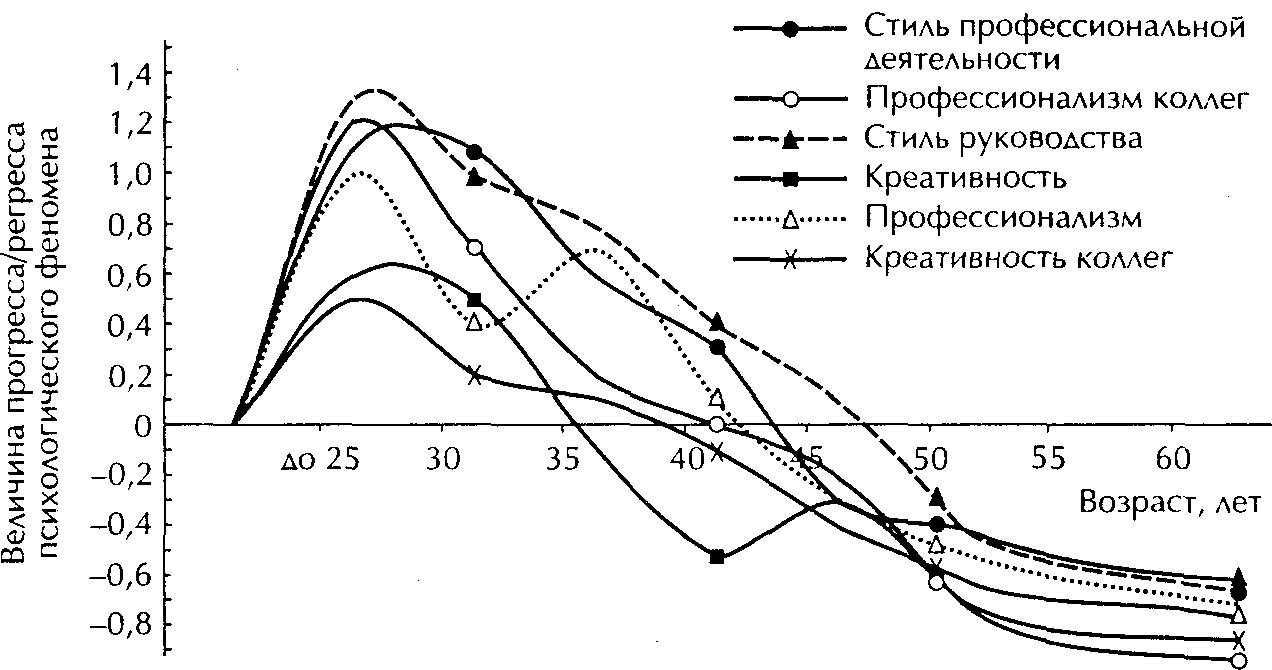 Величина прогресса/регресса
психологического феномена
1,4
1,2
1,0
0,8
0,6
0,4
0,2
0
–0,2
–0,4
–0,6
–0,8
Стиль профессиональной
деятельности
Профессионализм коллег
Стиль руководства
Креативность
Профессионализм
Креативность коллег
до 25 30 35 40 45 50 55 60
Возраст, лет